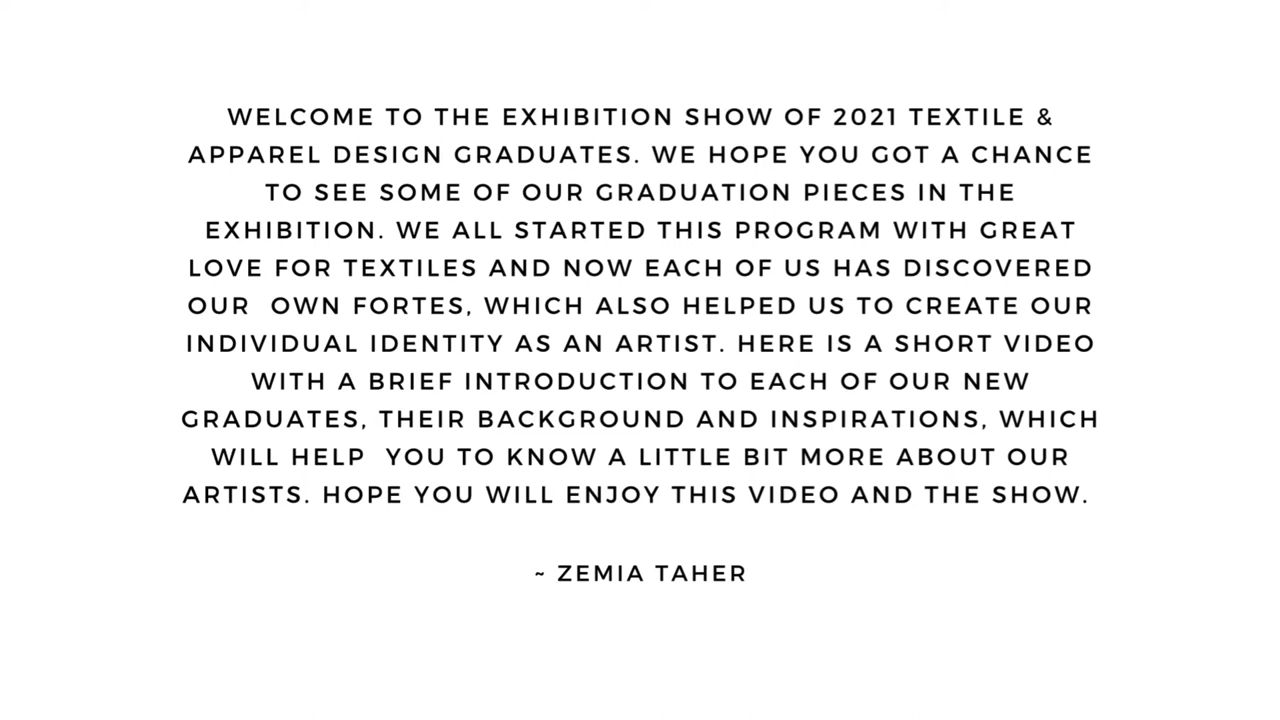 WELCOME TO THE EXHIBITION SHOW OF 2021 TEXTILE &
APPAREL DESIGN GRADUATES. WE HOPE YOU GOT A CHANCE
TO SEE SOME OF OUR GRADUATION PIECES IN THE
EXHIBITION. WE ALL STARTED THIS PROGRAM WITH GREAT
LOVE FOR TEXTILES AND NOW EACH OF US HAS DISCOVERED
OUR  OWN FORTES, WHICH ALSO HELPED US TO CREATE OUR
INDIVIDUAL IDENTITY AS AN ARTIST. HERE IS A SHORT VIDEO
WITH A BRIEF INTRODUCTION TO EACH OF OUR NEW
GRADUATES, THEIR BACKGROUND AND INSPIRATIONS, WHICH
WILL HELP  YOU TO KNOW A LITTLE BIT MORE ABOUT OUR
ARTISTS. HOPE YOU WILL ENJOY THIS VIDEO AND THE SHOW.
~ ZEMIA TAHER